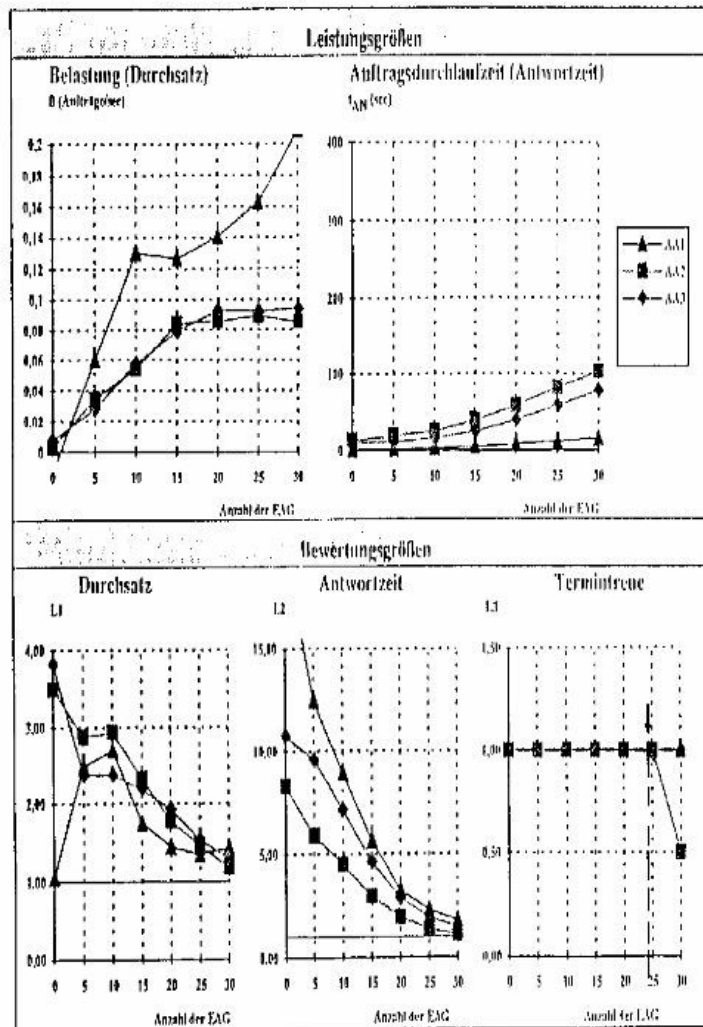 Leistungsgrößen
Belastung (Durchsatz)
B (Aufträge/sec)
0,2
0,18
0,16
0,14
0,12
0,1
0,08
0,06
0,04
0,02
0
0 5 10 15 20 25 30
Anzahl der EAG
Auftragsdurchlaufzeit (Antwortzeit)
t_AN (sec)
400
300
200
100
0
0 5 10 15 20 25 30
Anzahl der EAG
AA1
AA2
AA3
Bewertungsgrößen
Durchsatz
L1
4,00
3,00
2,00
1,00
0,00
0 5 10 15 20 25 30
Anzahl der EAG
Antwortzeit
L2
15,00
10,00
5,00
0,00
0 5 10 15 20 25 30
Anzahl der EAG
Termintreue
L3
1,50
1,00
0,50
0,00
0 5 10 15 20 25 30
Anzahl der EAG